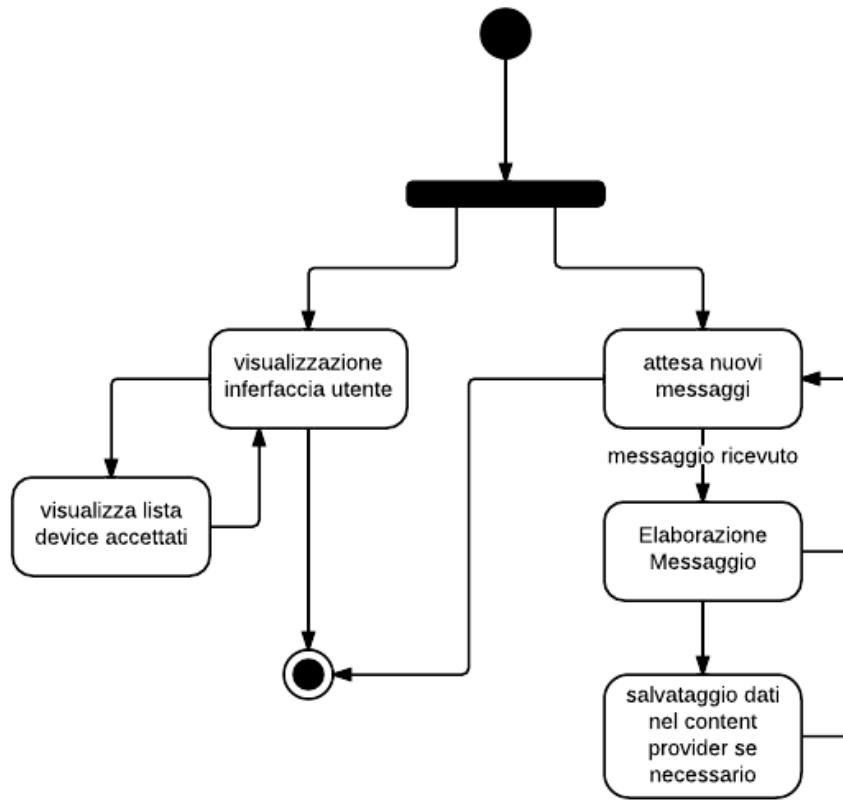 visualizzazione
inferfaccia utente
attesa nuovi
messaggi
messaggio ricevuto
visualizza lista
device accettati
Elaborazione
Messaggio
salvataggio dati
nel content
provider se
necessario